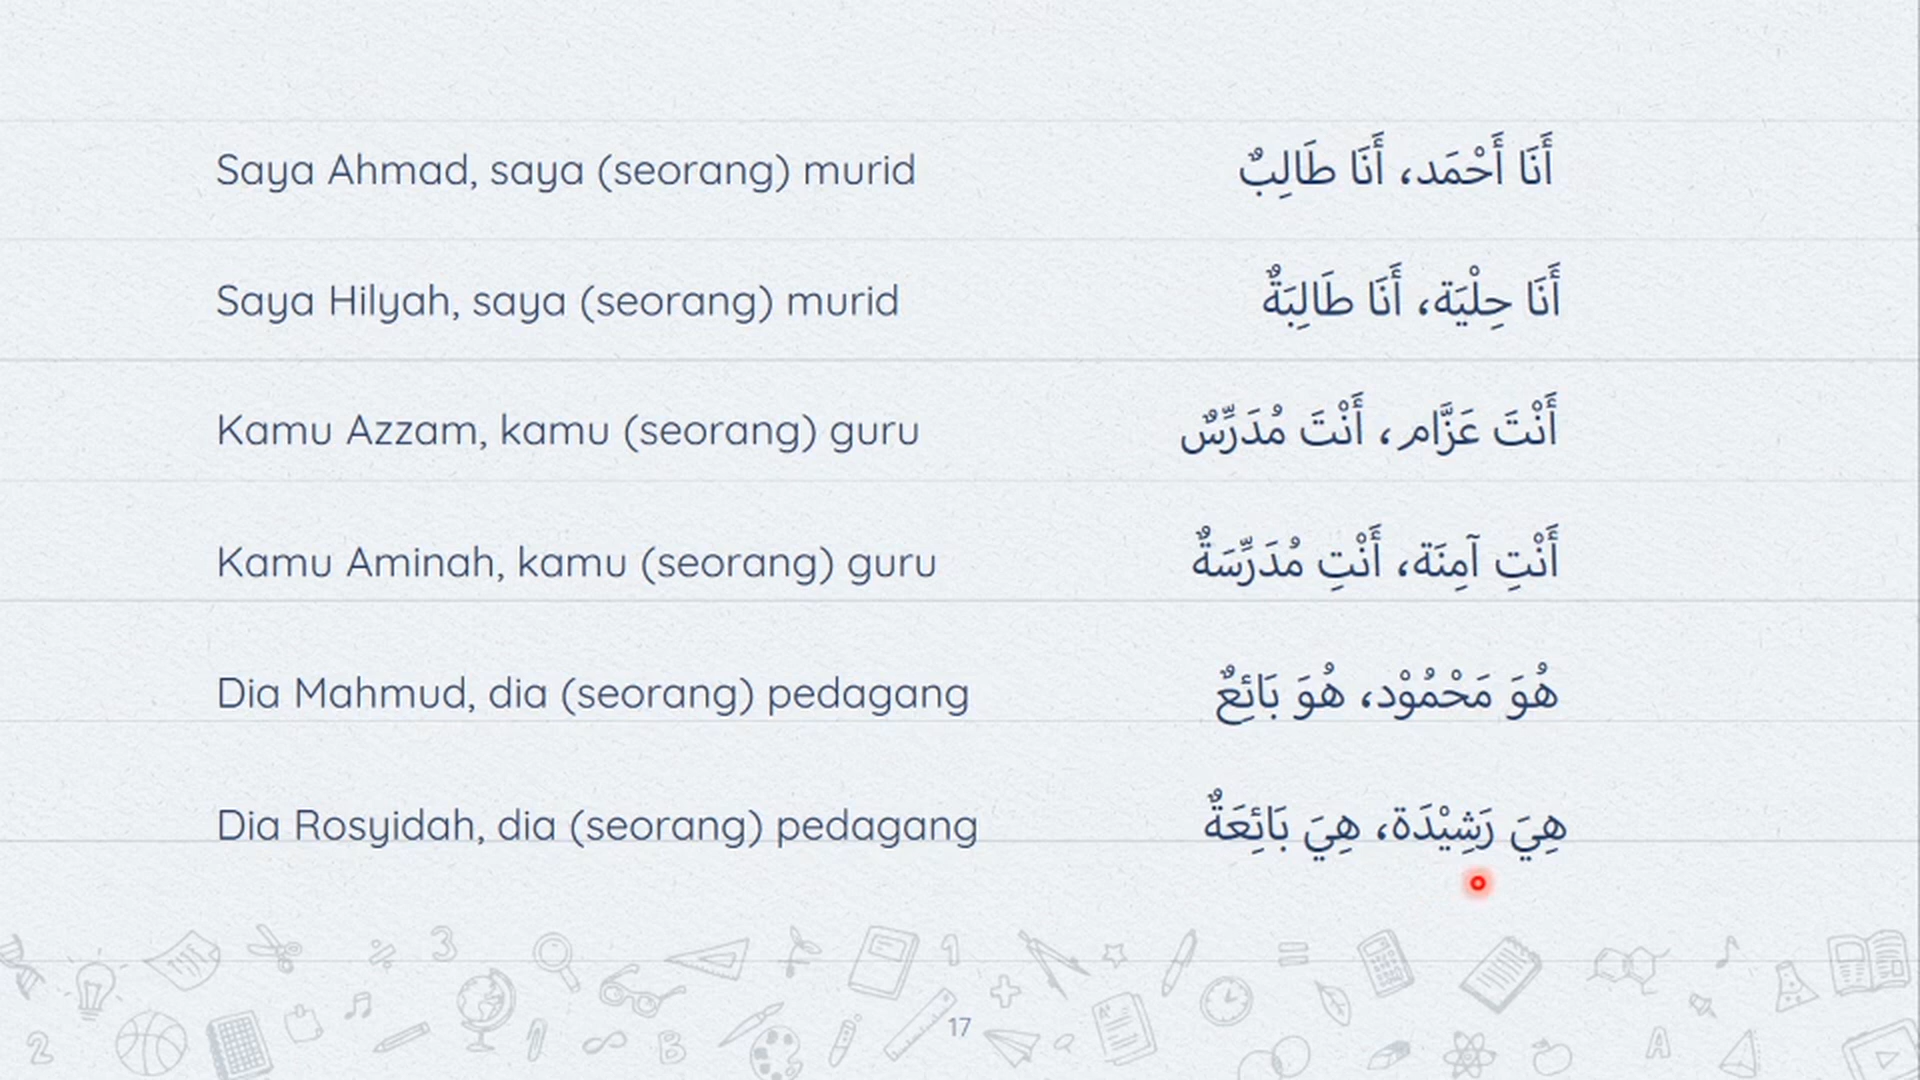 Saya Ahmad, saya (seorang) murid
أَنَا أَحْمَد، أَنَا طَالِبٌ
Saya Hilyah, saya (seorang) murid
أَنَا حِلْيَة، أَنَا طَالِبَةٌ
Kamu Azzam, kamu (seorang) guru
أَنْتَ عَزَّام، أَنْتَ مُدَرِّسٌ
Kamu Aminah, kamu (seorang) guru
أَنْتِ آمِنَة، أَنْتِ مُدَرِّسَةٌ
Dia Mahmud, dia (seorang) pedagang
هُوَ مَحْمُوْد، هُوَ بَائِعٌ
Dia Rosyidah, dia (seorang) pedagang
هِيَ رَشِيْدَة، هِيَ بَائِعَةٌ
17